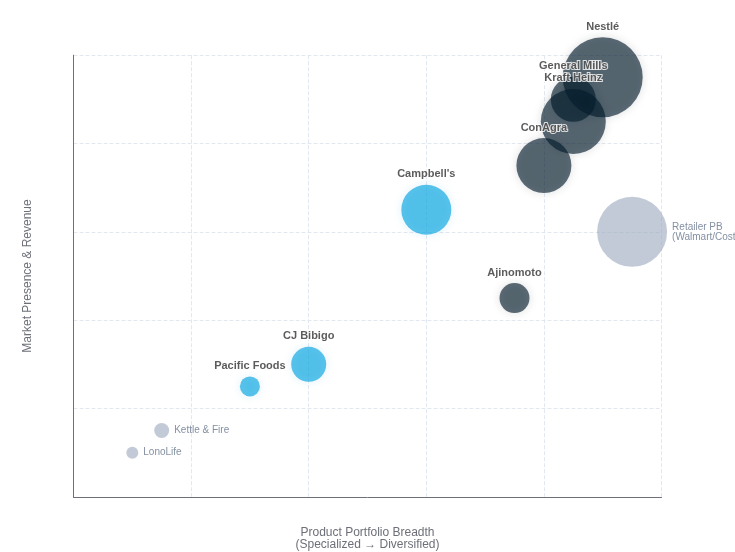 Nestlé
General Mills
Kraft Heinz
ConAgra
Campbell's
Retailer PB
(Walmart/Cost
Ajinomoto
CJ Bibigo
Pacific Foods
Kettle & Fire
LonoLife
Market Presence & Revenue
Product Portfolio Breadth
(Specialized → Diversified)